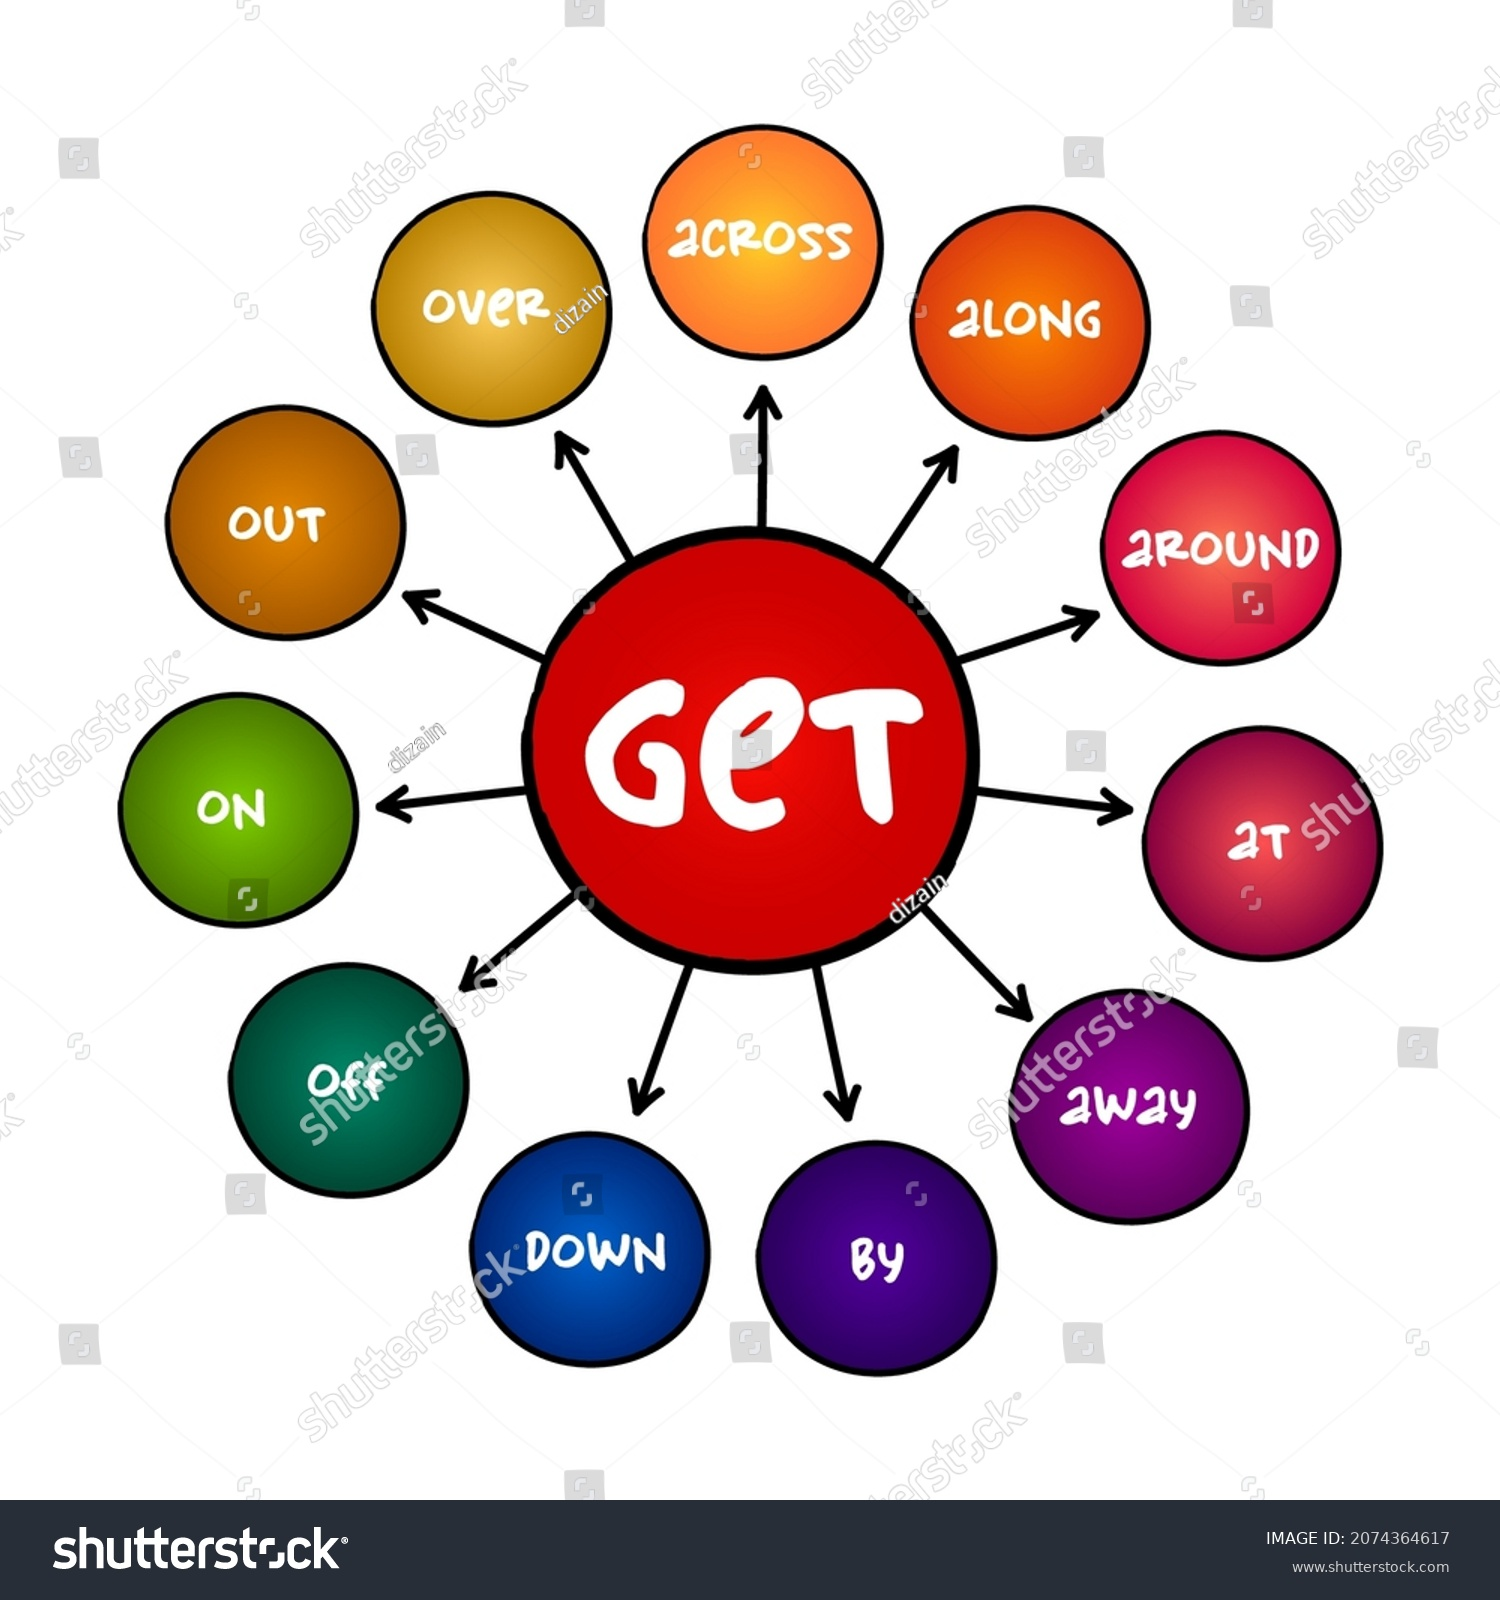 across
along
over
around
out
GeT
on
at
off
away
down
by
shutterstock
IMAGE ID: 2074364617
www.shutterstock.com
dizain
dizain
dizain